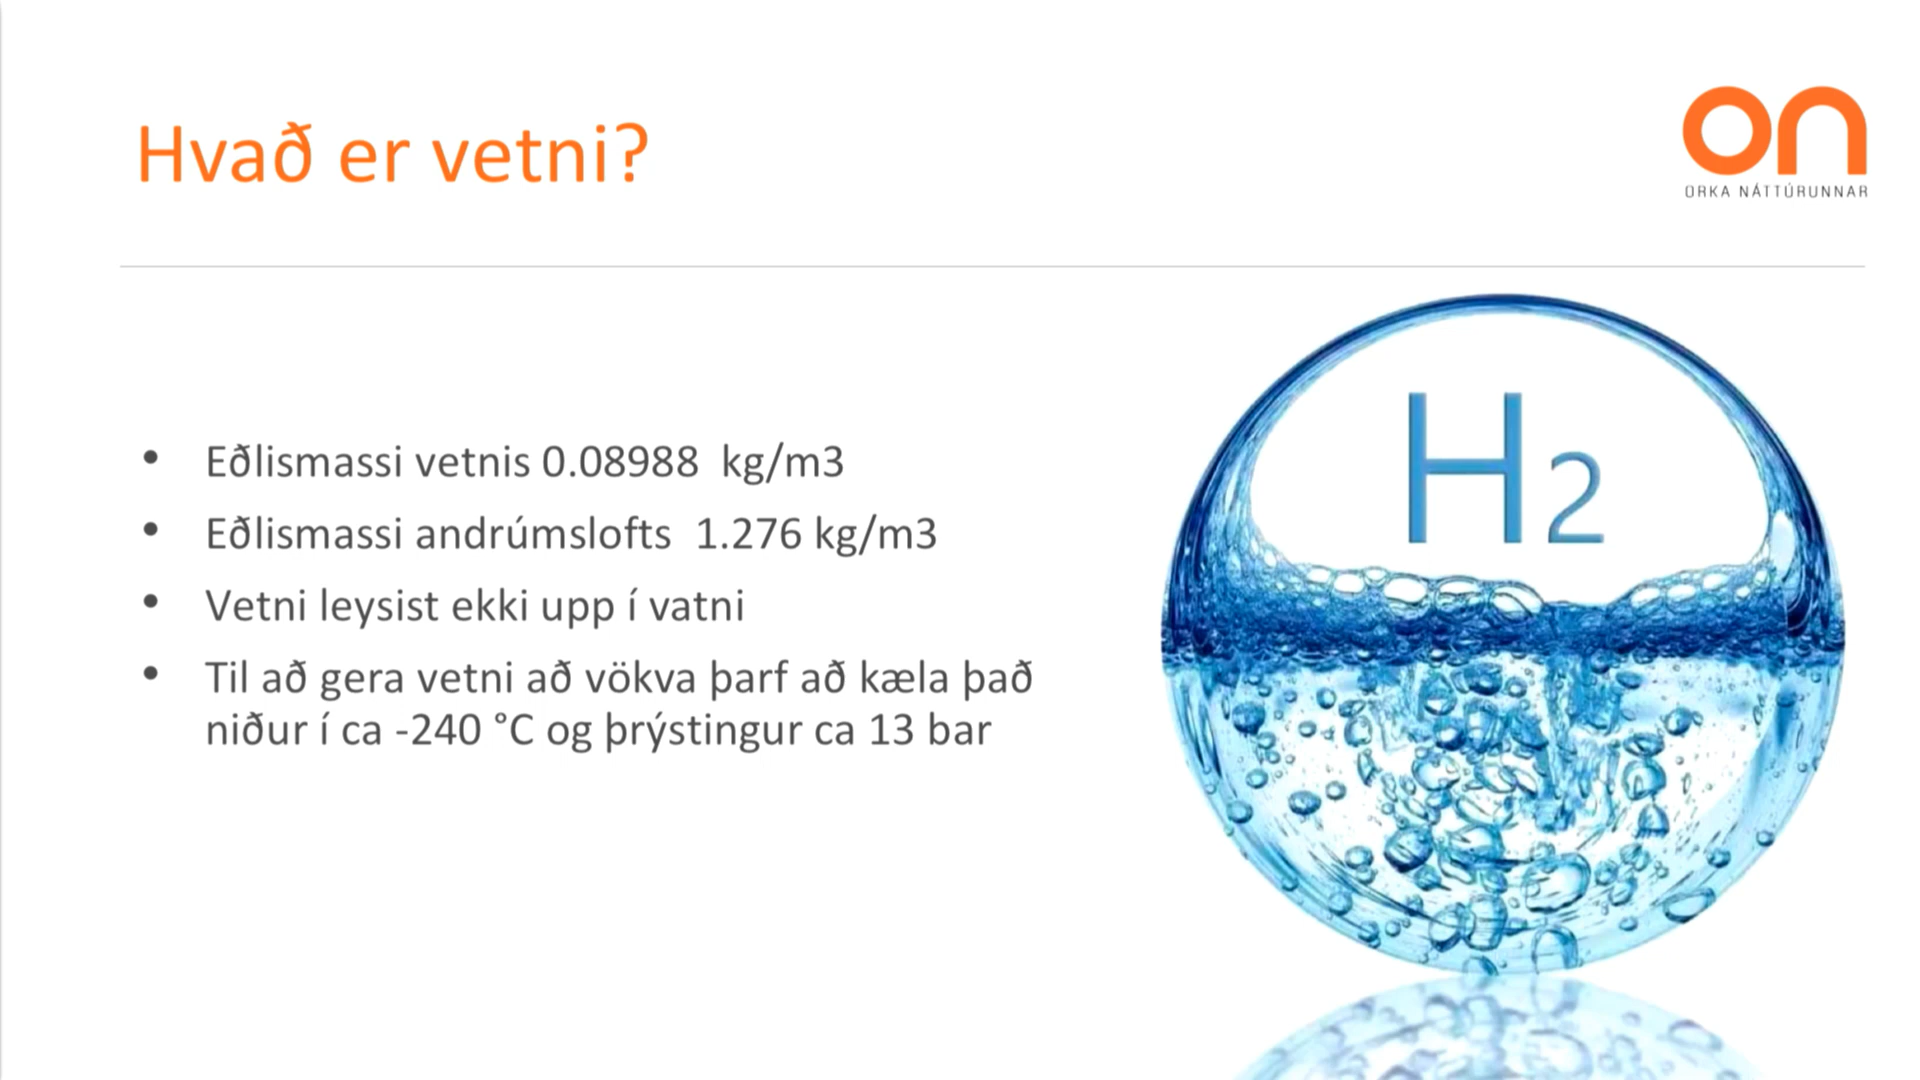 Hvað er vetni?
on
ORKA NÁTTÚRUNNAR
• Eðlismassi vetnis 0.08988 kg/m3
• Eðlismassi andrúmslofts 1.276 kg/m3
• Vetni leysist ekki upp í vatni
• Til að gera vetni að vökva þarf að kæla það
niður í ca -240 °C og þrýstingur ca 13 bar
H2